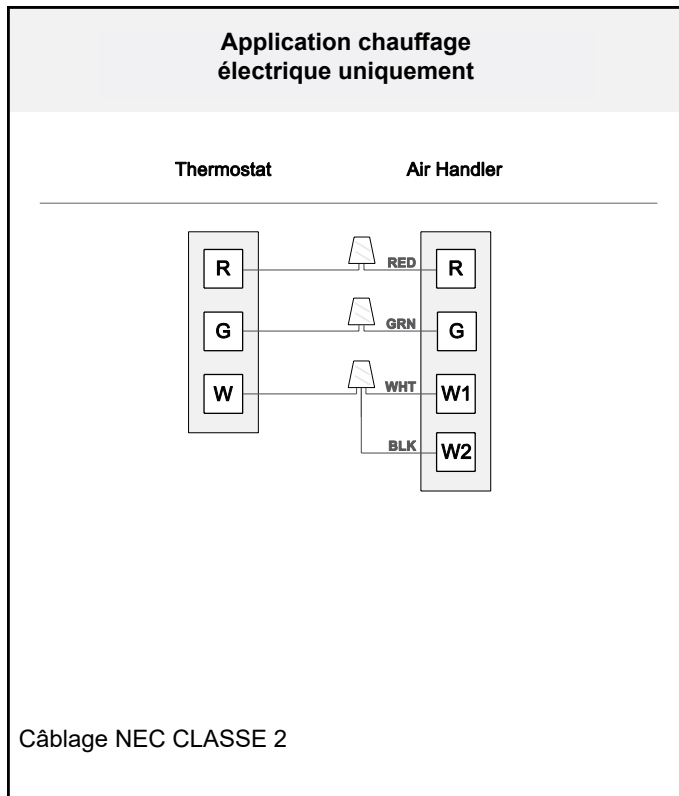 Application chauffage
électrique uniquement
Thermostat Air Handler
R RED R
G GRN G
W WHT W1
BLK W2
Câblage NEC CLASSE 2